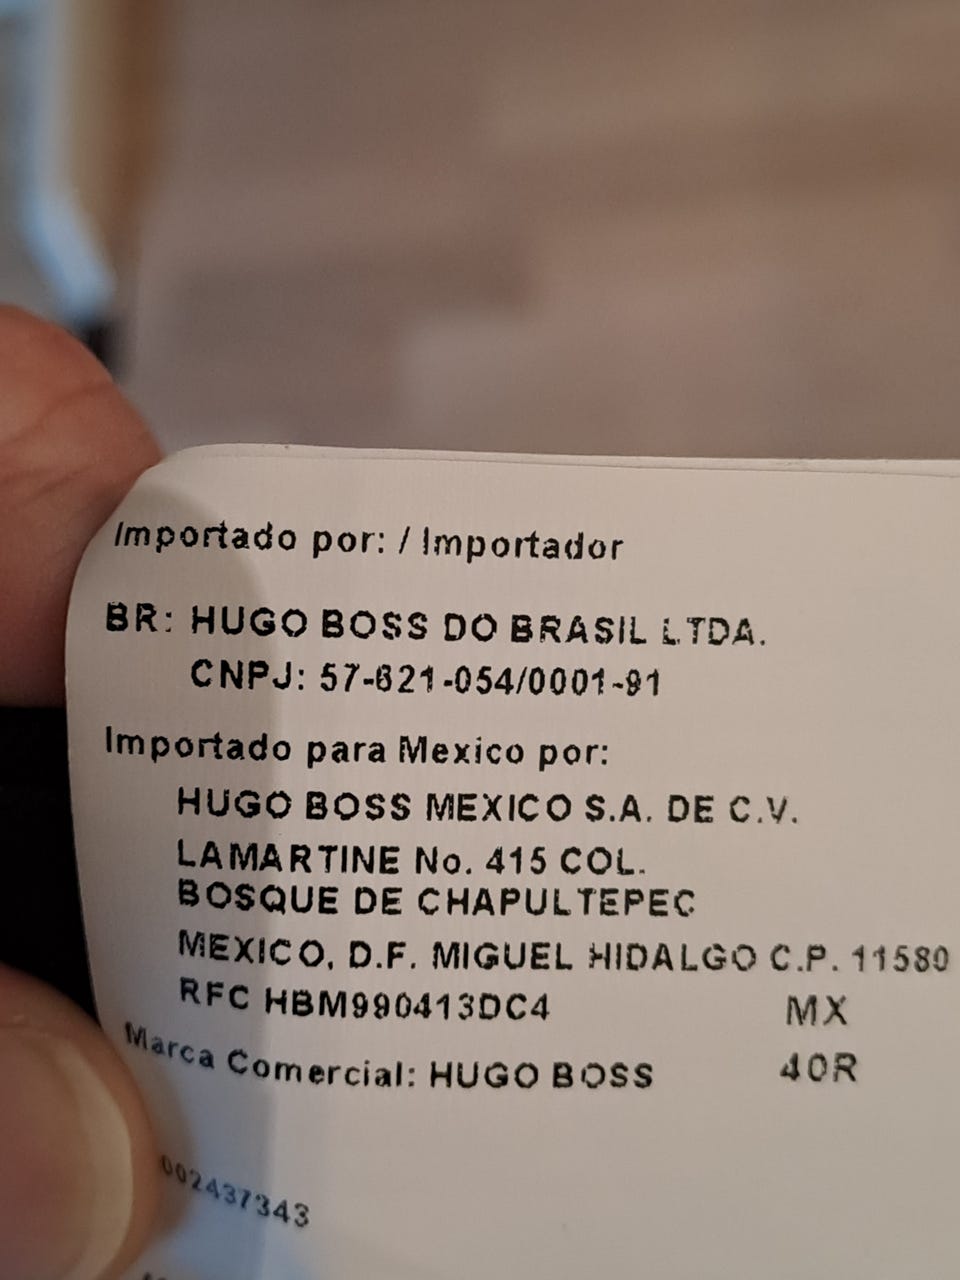 Importado por: / Importador
BR: HUGO BOSS DO BRASIL LTDA.
CNPJ: 57-621-054/0001-91
Importado para Mexico por:
HUGO BOSS MEXICO S.A. DE C.V.
LAMARTINE No. 415 COL.
BOSQUE DE CHAPULTEPEC
MEXICO, D.F. MIGUEL HIDALGO C.P. 11580
RFC HBM990413DC4 MX
Marca Comercial: HUGO BOSS 40R
002437343